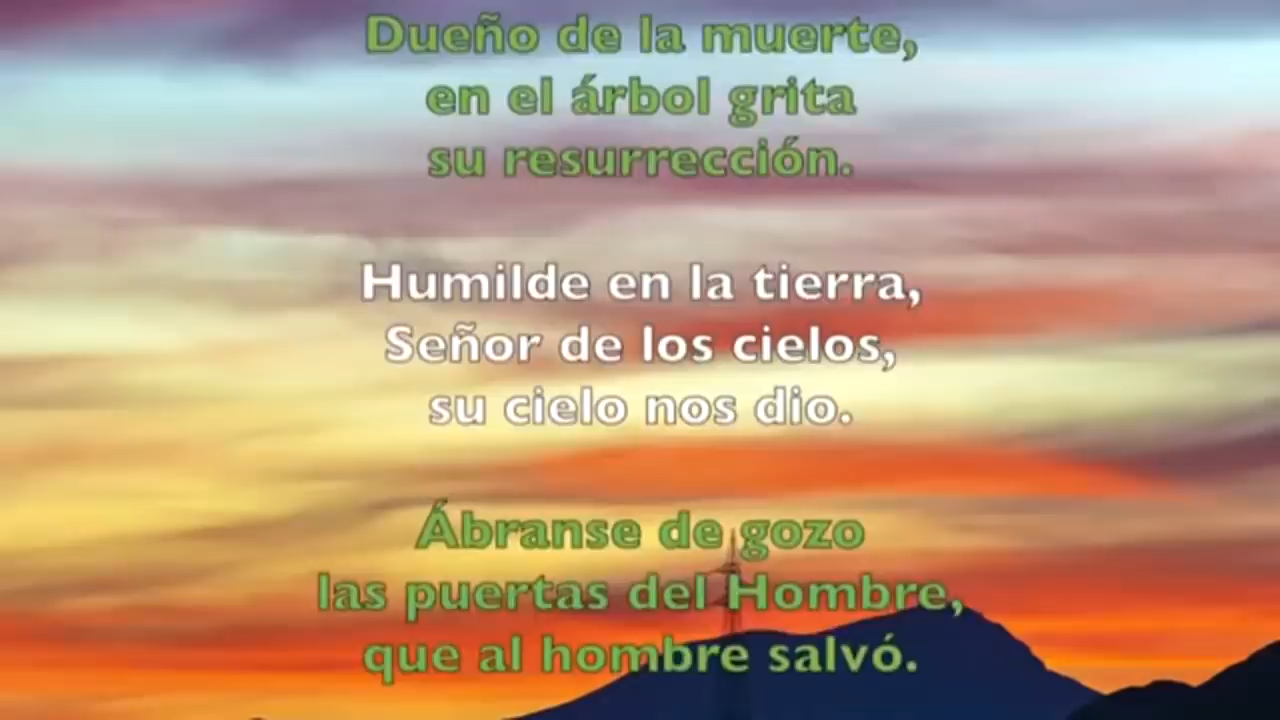 Dueño de la muerte,
en el árbol grita
su resurrección.
Humilde en la tierra,
Señor de los cielos,
su cielo nos dio.
Ábranse de gozo
las puertas del Hombre,
que al hombre salvó.